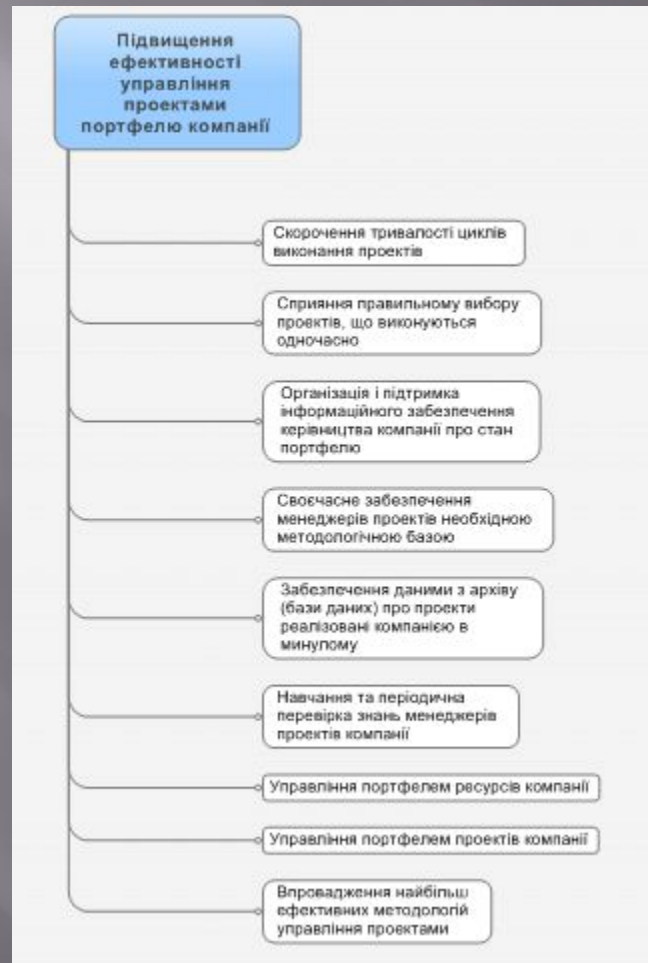 Підвищення
ефективності
управління
проектами
портфелю компанії
Скорочення тривалості циклів
виконання проектів
Сприяння правильному вибору
проектів, що виконуються
одночасно
Організація і підтримка
інформаційного забезпечення
керівництва компанії про стан
портфелю
Своєчасне забезпечення
менеджерів проектів необхідною
методологічною базою
Забезпечення даними з архіву
(бази даних) про проекти
реалізовані компанією в
минулому
Навчання та періодична
перевірка знань менеджерів
проектів компанії
Управління портфелем ресурсів компанії
Управління портфелем проектів компанії
Впровадження найбільш
ефективних методологій
управління проектами